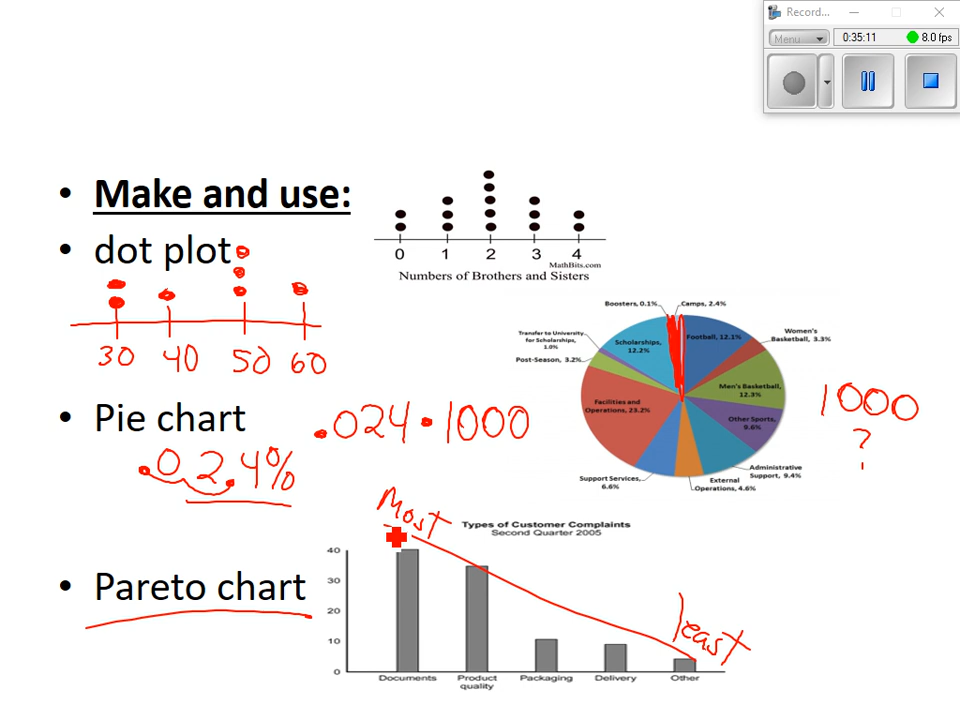 Record...
Menu
0:35:11
8.0 fps
• Make and use:
• dot plot
0 1 2 3 4
MathBits.com
Numbers of Brothers and Sisters
30 40 50 60
Boosters, 0.1%
Camps, 2.4%
Football, 12.1%
Women's
Basketball, 3.3%
Men's Basketball,
12.3%
Other Sports,
8.6%
Administrative
Support, 9.4%
External
Operations, 4.6%
Support Services,
6.6%
Facilities and
Operations, 23.2%
Post-Season, 3.2%
Transfer to University
for Scholarships,
1.0%
Scholarships,
12.2%
1000
?
• Pie chart
.024 • 1000
.02.4%
Most
Types of Customer Complaints
Second Quarter 2005
• Pareto chart
40
30
20
10
0
least
Documents
Product
quality
Packaging
Delivery
Other